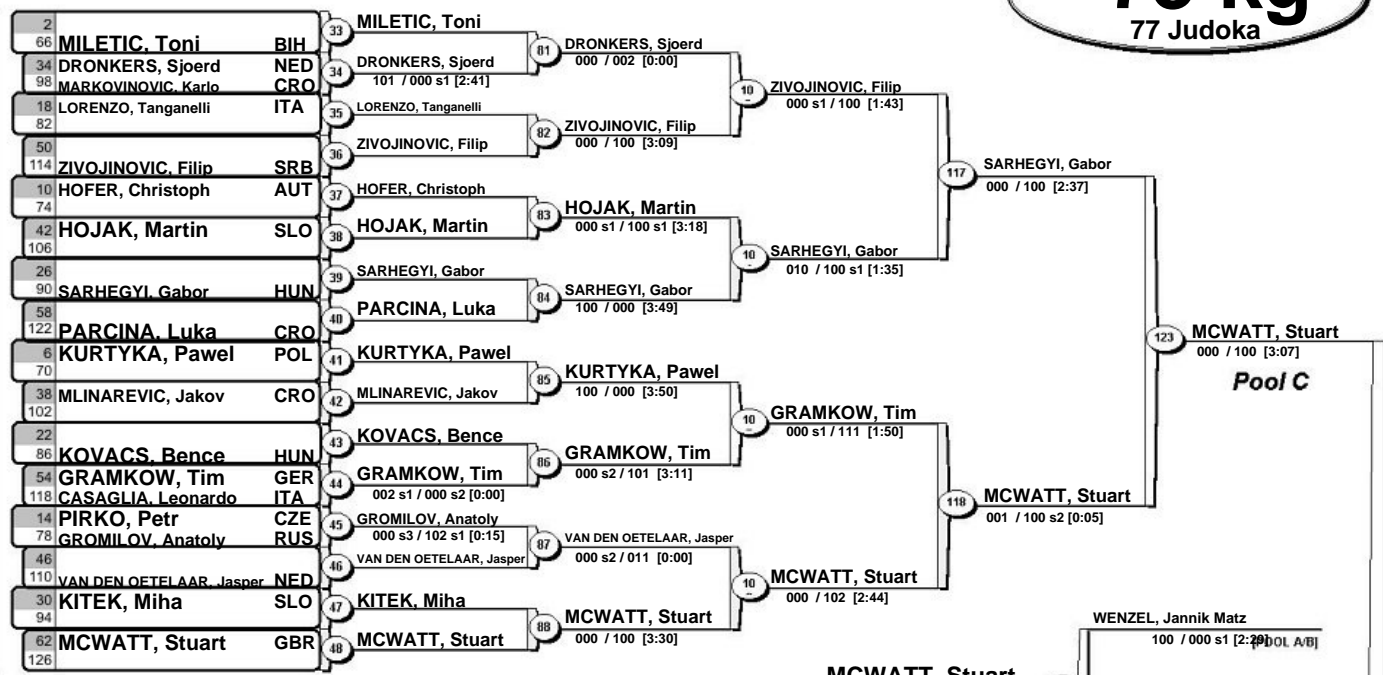 73 kg
77 Judoka
2
66 MILETIC, Toni BIH
34 DRONKERS, Sjoerd NED
98 MARKOVINOVIC, Karlo CRO
18 LORENZO, Tanganelli ITA
82
50
114 ZIVOJINOVIC, Filip SRB
10 HOFER, Christoph AUT
74
42 HOJAK, Martin SLO
106
26
90 SARHEGYI, Gabor HUN
58
122 PARCINA, Luka CRO
6 KURTYKA, Pawel POL
70
38 MLINAREVIC, Jakov CRO
102
22
86 KOVACS, Bence HUN
54 GRAMKOW, Tim GER
118 CASAGLIA, Leonardo ITA
14 PIRKO, Petr CZE
78 GROMILOV, Anatoly RUS
46
110 VAN DEN OETELAAR, Jasper NED
30 KITEK, Miha SLO
94
62 MCWATT, Stuart GBR
126
33 MILETIC, Toni
34 DRONKERS, Sjoerd
101 / 000 s1 [2:41]
35 LORENZO, Tanganelli
36 ZIVOJINOVIC, Filip
37 HOFER, Christoph
38 HOJAK, Martin
39 SARHEGYI, Gabor
40 PARCINA, Luka
41 KURTYKA, Pawel
42 MLINAREVIC, Jakov
43 KOVACS, Bence
44 GRAMKOW, Tim
002 s1 / 000 s2 [0:00]
45 GROMILOV, Anatoly
000 s3 / 102 s1 [0:15]
46 VAN DEN OETELAAR, Jasper
47 KITEK, Miha
48 MCWATT, Stuart
81 DRONKERS, Sjoerd
000 / 002 [0:00]
82 ZIVOJINOVIC, Filip
000 / 100 [3:09]
83 HOJAK, Martin
000 s1 / 100 s1 [3:18]
84 SARHEGYI, Gabor
100 / 000 [3:49]
85 KURTYKA, Pawel
100 / 000 [3:50]
86 GRAMKOW, Tim
000 s2 / 101 [3:11]
87 VAN DEN OETELAAR, Jasper
000 s2 / 011 [0:00]
88 MCWATT, Stuart
000 / 100 [3:30]
10 ZIVOJINOVIC, Filip
000 s1 / 100 [1:43]
10 SARHEGYI, Gabor
010 / 100 s1 [1:35]
10 GRAMKOW, Tim
000 s1 / 111 [1:50]
10 MCWATT, Stuart
000 / 102 [2:44]
117 SARHEGYI, Gabor
000 / 100 [2:37]
118 MCWATT, Stuart
001 / 100 s2 [0:05]
123 MCWATT, Stuart
000 / 100 [3:07]
Pool C
WENZEL, Jannik Matz
100 / 000 s1 [2:29]
[POOL A/B]
MCWATT, Stuart